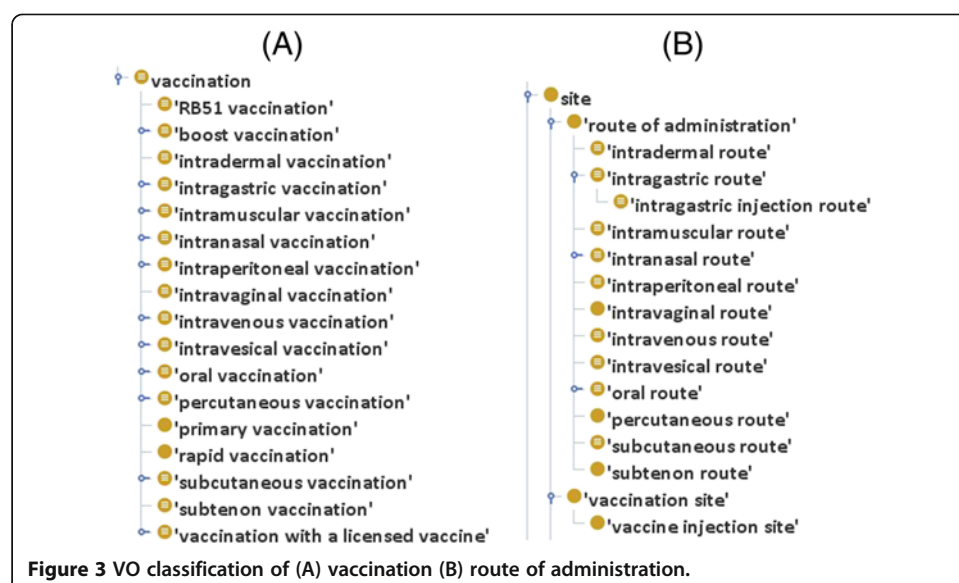 (A)
vaccination
'RB51 vaccination'
'boost vaccination'
'intradermal vaccination'
'intragastric vaccination'
'intramuscular vaccination'
'intranasal vaccination'
'intraperitoneal vaccination'
'intravaginal vaccination'
'intravenous vaccination'
'intravesical vaccination'
'oral vaccination'
'percutaneous vaccination'
'primary vaccination'
'rapid vaccination'
'subcutaneous vaccination'
'subtenon vaccination'
'vaccination with a licensed vaccine'
(B)
site
'route of administration'
'intradermal route'
'intragastric route'
'intragastric injection route'
'intramuscular route'
'intranasal route'
'intraperitoneal route'
'intravaginal route'
'intravenous route'
'intravesical route'
'oral route'
'percutaneous route'
'subcutaneous route'
'subtenon route'
'vaccination site'
'vaccine injection site'
Figure 3 VO classification of (A) vaccination (B) route of administration.